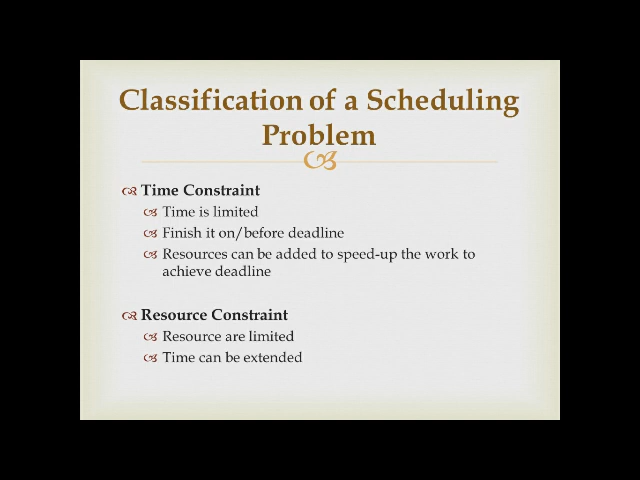 Classification of a Scheduling
Problem
Time Constraint
Time is limited
Finish it on/before deadline
Resources can be added to speed-up the work to
achieve deadline
Resource Constraint
Resource are limited
Time can be extended